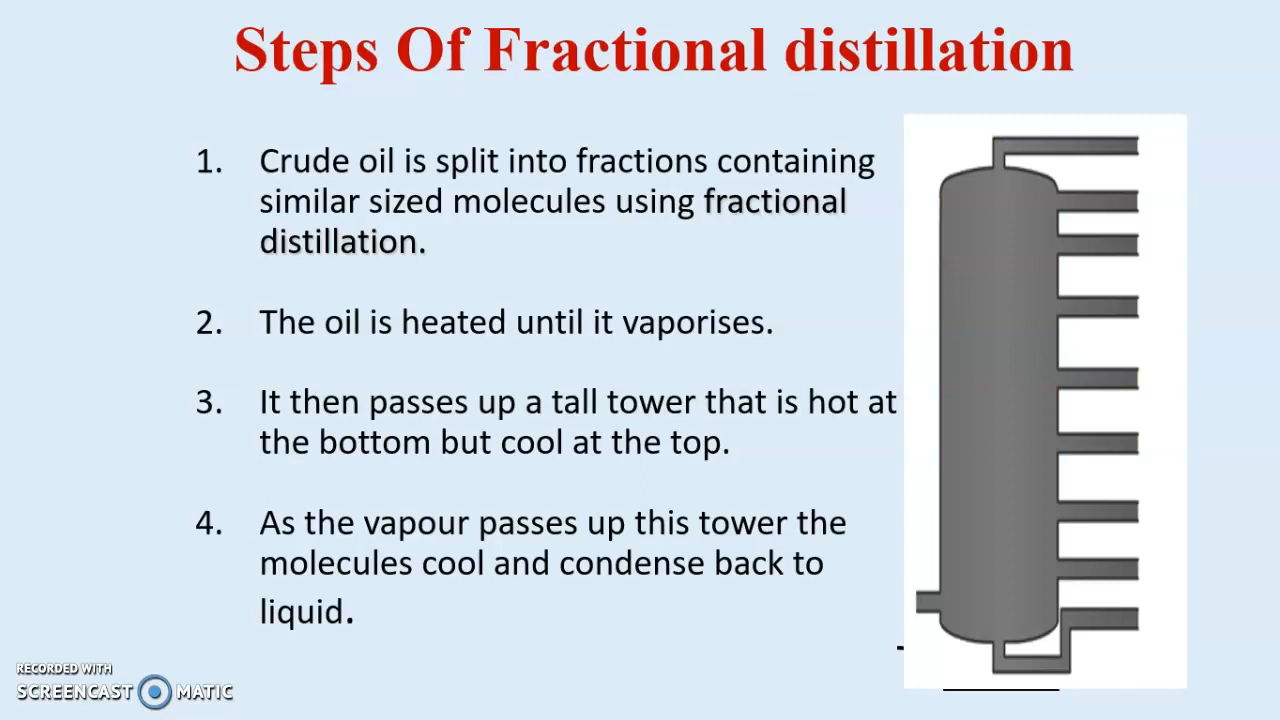 Steps Of Fractional distillation
1. Crude oil is split into fractions containing
similar sized molecules using fractional
distillation.
2. The oil is heated until it vaporises.
3. It then passes up a tall tower that is hot at
the bottom but cool at the top.
4. As the vapour passes up this tower the
molecules cool and condense back to
liquid.
RECORDED WITH
SCREENCAST MATIC